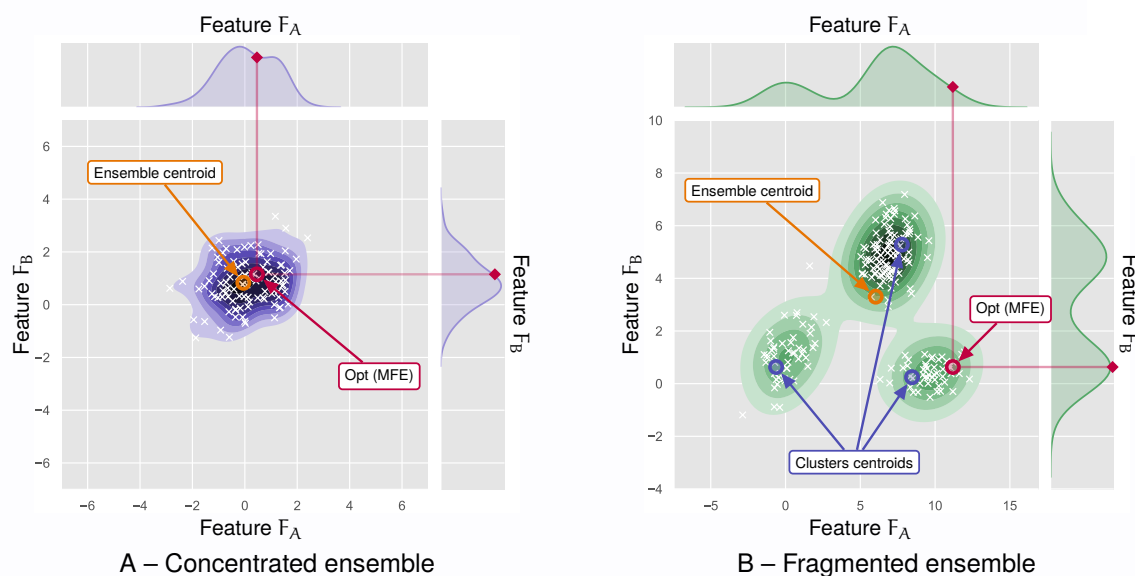 Feature F_A
Feature F_A
6
4
2
0
−2
−4
−6
Feature F_B
Ensemble centroid
Opt (MFE)
Feature F_B
−6
−4
−2
0
2
4
6
Feature F_A
A – Concentrated ensemble
10
8
6
4
2
0
−2
−4
Feature F_B
Ensemble centroid
Opt (MFE)
Clusters centroids
Feature F_B
−5
0
5
10
15
Feature F_A
B – Fragmented ensemble